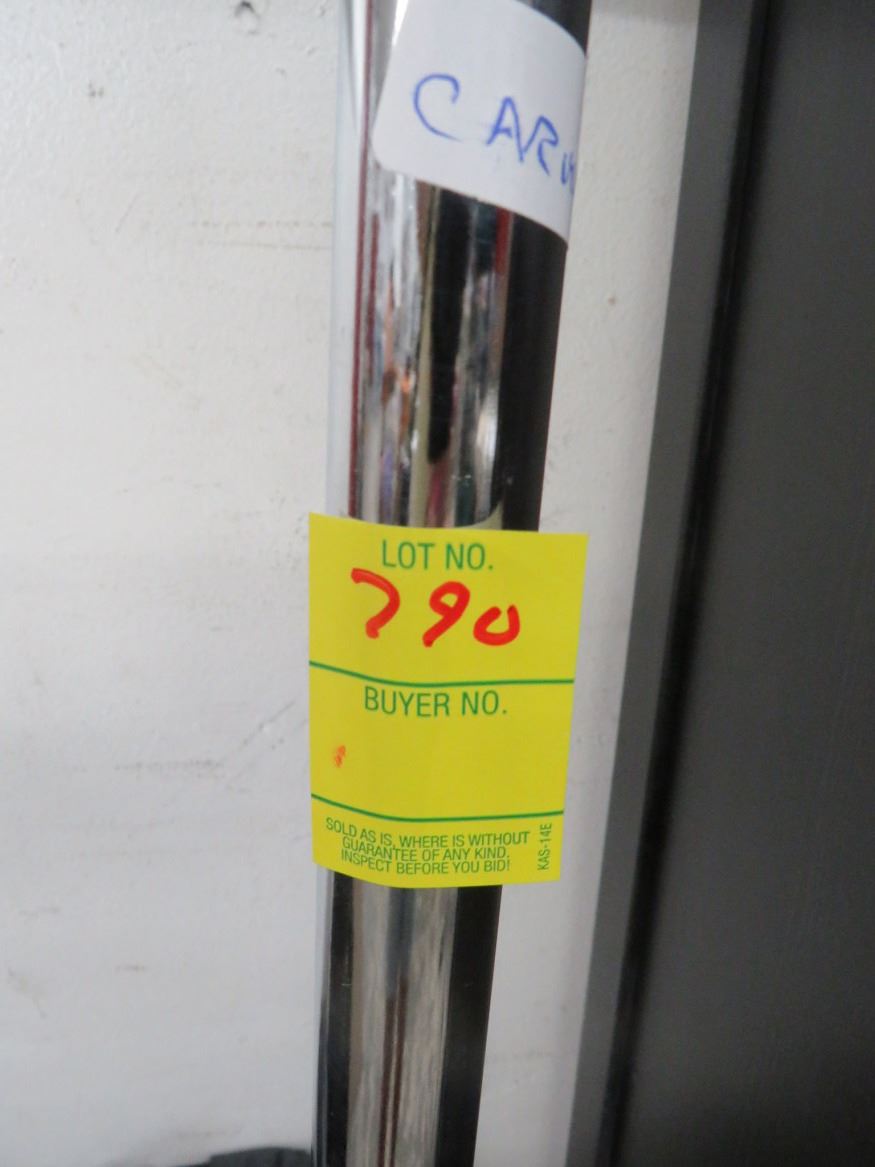 LOT NO.
790
BUYER NO.
SOLD AS IS, WHERE IS WITHOUT
GUARANTEE OF ANY KIND.
INSPECT BEFORE YOU BID!
KAS-14E